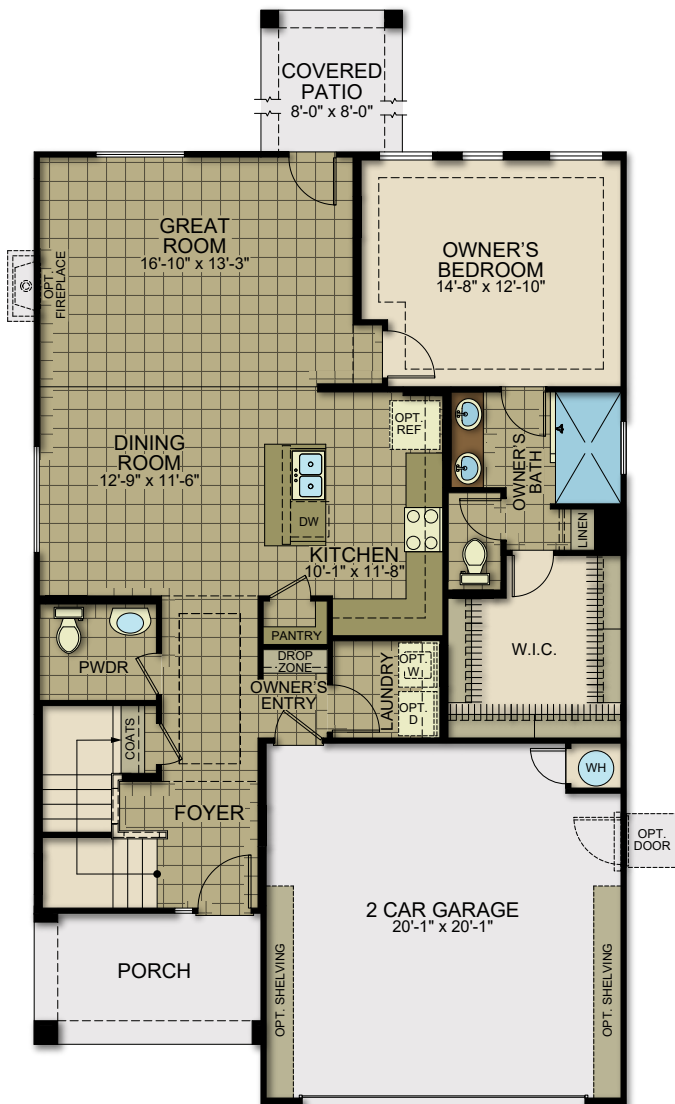 COVERED
PATIO
8'-0" x 8'-0"
GREAT
ROOM
16'-10" x 13'-3"
OPT.
FIREPLACE
OWNER'S
BEDROOM
14'-8" x 12'-10"
DINING
ROOM
12'-9" x 11'-6"
OPT.
REF
OWNER'S
BATH
DW
LINEN
KITCHEN
10'-1" x 11'-8"
PANTRY
W.I.C.
PWDR
DROP
ZONE
OWNER'S
ENTRY
LAUNDRY
OPT.
W
OPT.
D
COATS
FOYER
WH
OPT.
DOOR
2 CAR GARAGE
20'-1" x 20'-1"
PORCH
OPT. SHELVING
OPT. SHELVING